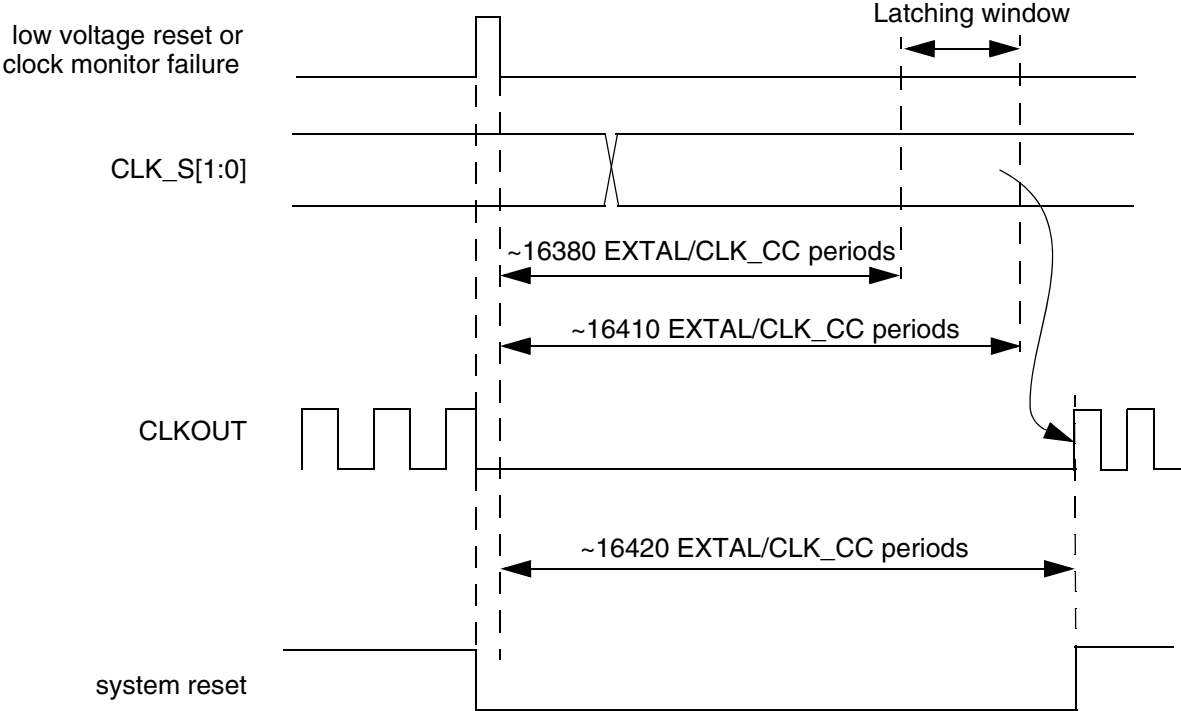 Latching window
low voltage reset or
clock monitor failure
CLK_S[1:0]
~16380 EXTAL/CLK_CC periods
~16410 EXTAL/CLK_CC periods
CLKOUT
~16420 EXTAL/CLK_CC periods
system reset